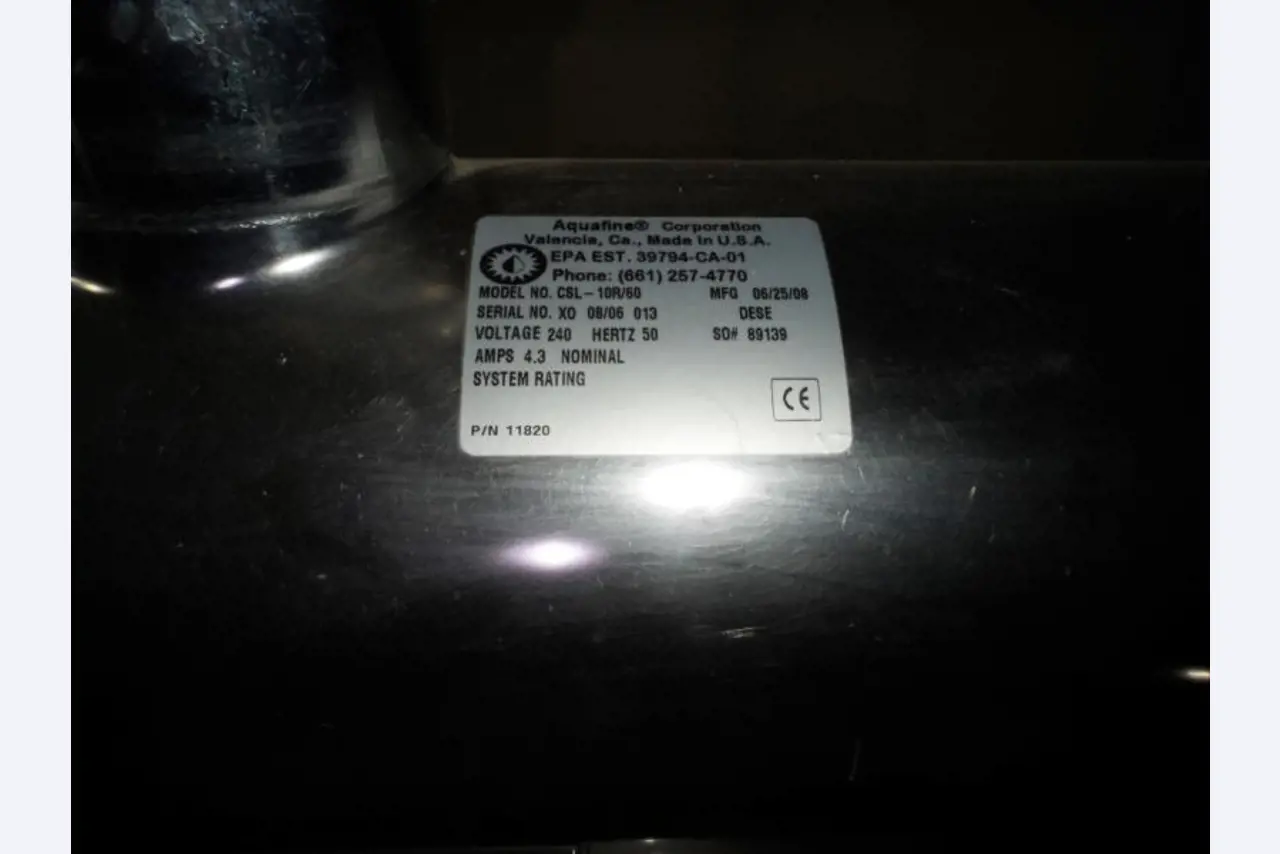 Aquafine® Corporation
Valencia, Ca., Made in U.S.A.
EPA EST. 39794-CA-01
Phone: (661) 257-4770
MODEL NO. CSL-10R/60 MFG 06/25/08
SERIAL NO. XO 08/06 013 DESE
VOLTAGE 240 HERTZ 50 SO# 89139
AMPS 4.3 NOMINAL
SYSTEM RATING
CE
P/N 11820